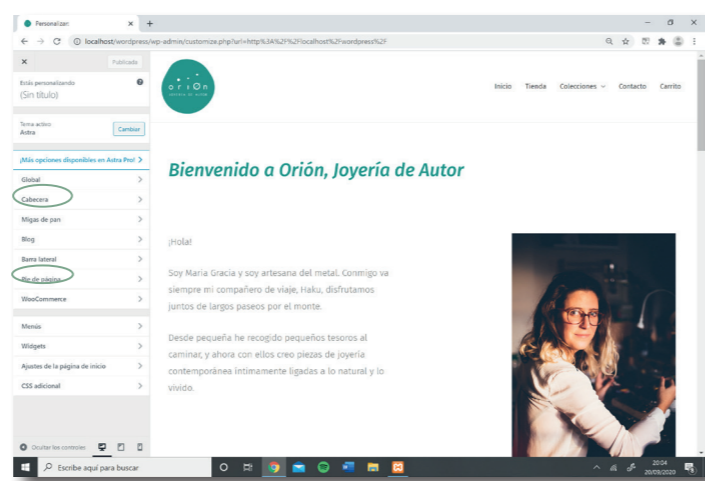 Personalizar:
localhost/wordpress/wp-admin/customize.php?url=http%3A%2F%2Flocalhost%2Fwordpress%2F
Publicado
Estás personalizando
(Sin título)
Tema activo
Astra
Cambiar
¡Más opciones disponibles en Astra Pro!
Global
Cabecera
Migas de pan
Blog
Barra lateral
Pie de página
WooCommerce
Menús
Widgets
Ajustes de la página de inicio
CSS adicional
Ocultar los controles
oriOn
JOYERÍA DE AUTOR
Inicio Tienda Colecciones Contacto Carrito
Bienvenido a Orión, Joyería de Autor
¡Hola!
Soy Maria Gracia y soy artesana del metal. Conmigo va
siempre mi compañero de viaje, Haku, disfrutamos
juntos de largos paseos por el monte.
Desde pequeña he recogido pequeños tesoros al
caminar, y ahora con ellos creo piezas de joyería
contemporánea íntimamente ligadas a lo natural y lo
vivido.
Escribe aquí para buscar
20:04
20/09/2020